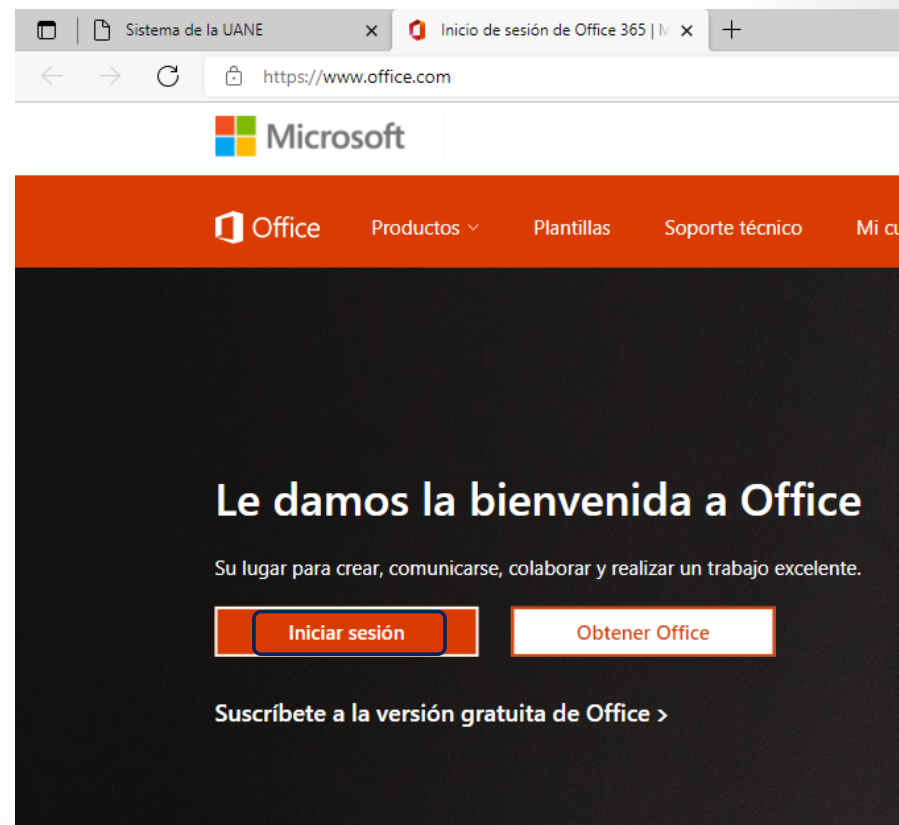 Sistema de la UANE
Inicio de sesión de Office 365 |
https://www.office.com
Microsoft
Office Productos Plantillas Soporte técnico Mi
Le damos la bienvenida a Office
Su lugar para crear, comunicarse, colaborar y realizar un trabajo excelente.
Iniciar sesión Obtener Office
Suscríbete a la versión gratuita de Office >